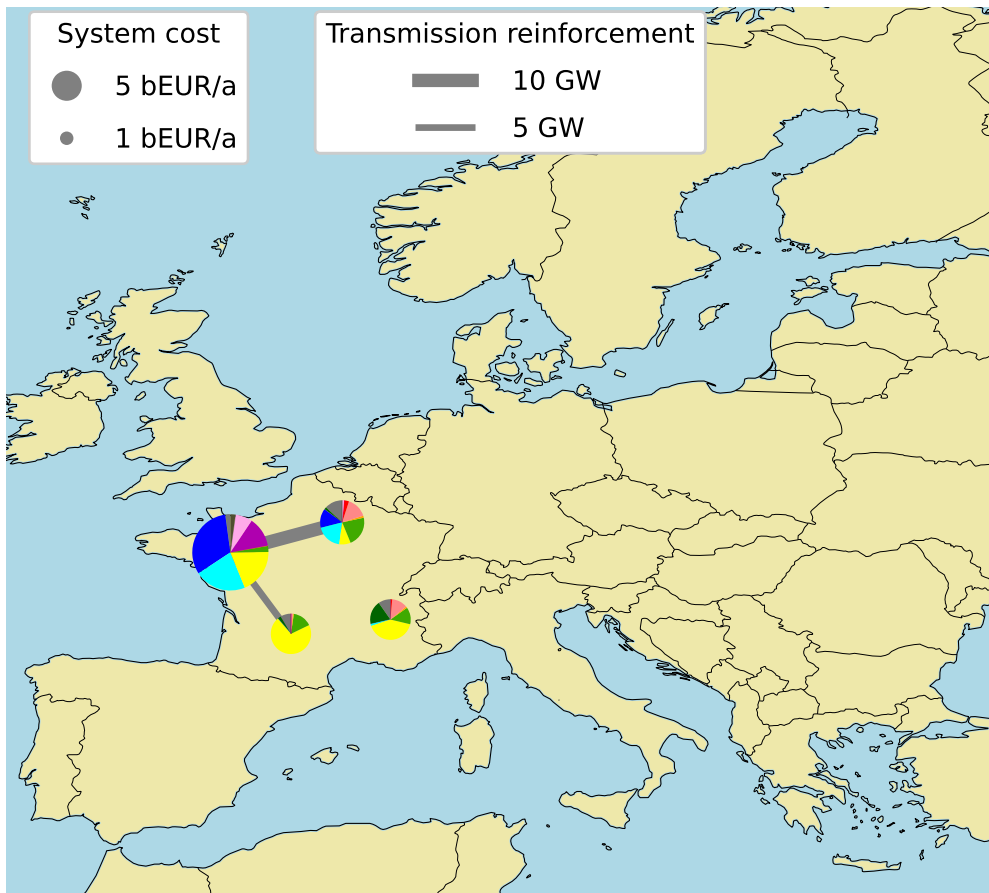 System cost
5 bEUR/a
1 bEUR/a
Transmission reinforcement
10 GW
5 GW